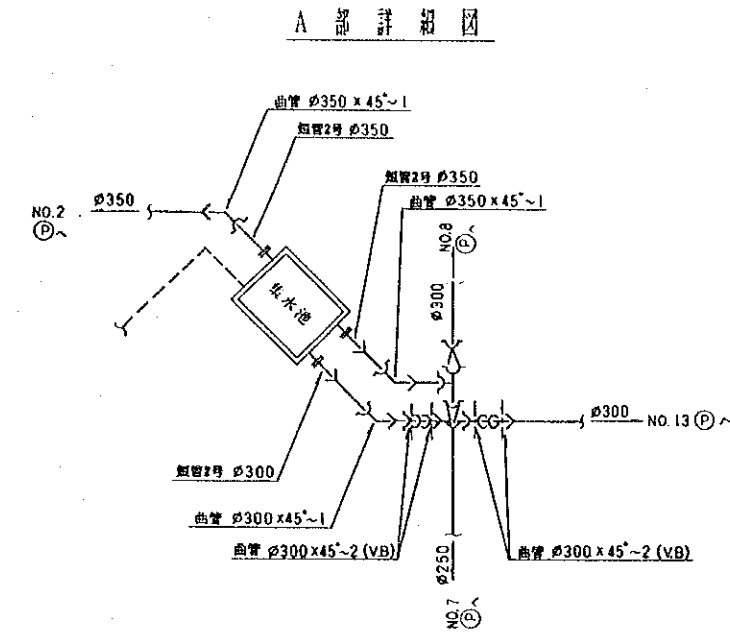 A部詳細図
曲管 Ø350×45°~1
短管2号 Ø350
短管2号 Ø350
曲管 Ø350×45°~1
Ø350
NO.2 Ⓟへ
NO.8 Ⓟへ
集水池
Ø300
Ø300
NO.13 Ⓟへ
短管2号 Ø300
曲管 Ø300×45°~1
曲管 Ø300×45°~2 (V.B)
曲管 Ø300×45°~2 (V.B)
Ø250
NO.7 Ⓟへ